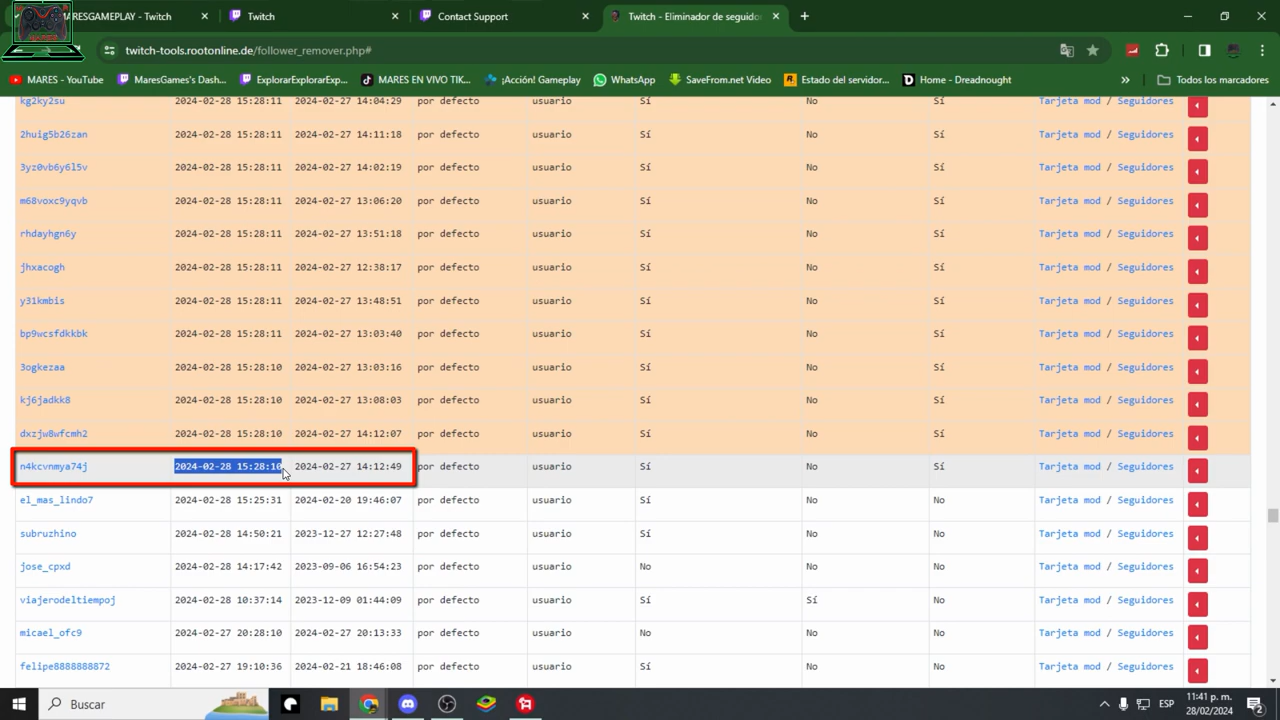 MARESGAMEPLAY - Twitch
Twitch
Contact Support
Twitch - Eliminador de seguido
twitch-tools.rootonline.de/follower_remover.php#
MARES - YouTube
MaresGames's Dash...
ExplorarExplorarExp...
MARES EN VIVO TIK...
¡Acción! Gameplay
WhatsApp
SaveFrom.net Video
Estado del servidor...
Home - Dreadnought
»
Todos los marcadores
kg2ky2su 2024-02-28 15:28:11 2024-02-27 14:04:29 por defecto usuario Sí No Sí Tarjeta mod / Seguidores
2huig5b26zan 2024-02-28 15:28:11 2024-02-27 14:11:18 por defecto usuario Sí No Sí Tarjeta mod / Seguidores
3yz0vb6y6l5v 2024-02-28 15:28:11 2024-02-27 14:02:19 por defecto usuario Sí No Sí Tarjeta mod / Seguidores
m68voxc9yqvb 2024-02-28 15:28:11 2024-02-27 13:06:20 por defecto usuario Sí No Sí Tarjeta mod / Seguidores
rhdayhgn6y 2024-02-28 15:28:11 2024-02-27 13:51:18 por defecto usuario Sí No Sí Tarjeta mod / Seguidores
jhxacogh 2024-02-28 15:28:11 2024-02-27 12:38:17 por defecto usuario Sí No Sí Tarjeta mod / Seguidores
y31kmbis 2024-02-28 15:28:11 2024-02-27 13:48:51 por defecto usuario Sí No Sí Tarjeta mod / Seguidores
bp9wcsfdkkbk 2024-02-28 15:28:11 2024-02-27 13:03:40 por defecto usuario Sí No Sí Tarjeta mod / Seguidores
3ogkezaa 2024-02-28 15:28:10 2024-02-27 13:03:16 por defecto usuario Sí No Sí Tarjeta mod / Seguidores
kj6jadkk8 2024-02-28 15:28:10 2024-02-27 13:08:03 por defecto usuario Sí No Sí Tarjeta mod / Seguidores
dxzjw8wfcmh2 2024-02-28 15:28:10 2024-02-27 14:12:07 por defecto usuario Sí No Sí Tarjeta mod / Seguidores
n4kcvnmya74j 2024-02-28 15:28:10 2024-02-27 14:12:49 por defecto usuario Sí No Sí Tarjeta mod / Seguidores
el_mas_lindo7 2024-02-28 15:25:31 2024-02-20 19:46:07 por defecto usuario Sí No No Tarjeta mod / Seguidores
subruzhino 2024-02-28 14:50:21 2023-12-27 12:27:48 por defecto usuario Sí No No Tarjeta mod / Seguidores
jose_cpxd 2024-02-28 14:17:42 2023-09-06 16:54:23 por defecto usuario No No No Tarjeta mod / Seguidores
viajerodeltiempoj 2024-02-28 10:37:14 2023-12-09 01:44:09 por defecto usuario Sí Sí No Tarjeta mod / Seguidores
micael_ofc9 2024-02-27 20:28:10 2024-02-27 20:13:33 por defecto usuario No No No Tarjeta mod / Seguidores
felipe8888888872 2024-02-27 19:10:36 2024-02-21 18:46:08 por defecto usuario Sí No No Tarjeta mod / Seguidores
Buscar
ESP
11:41 p. m.
28/02/2024
2